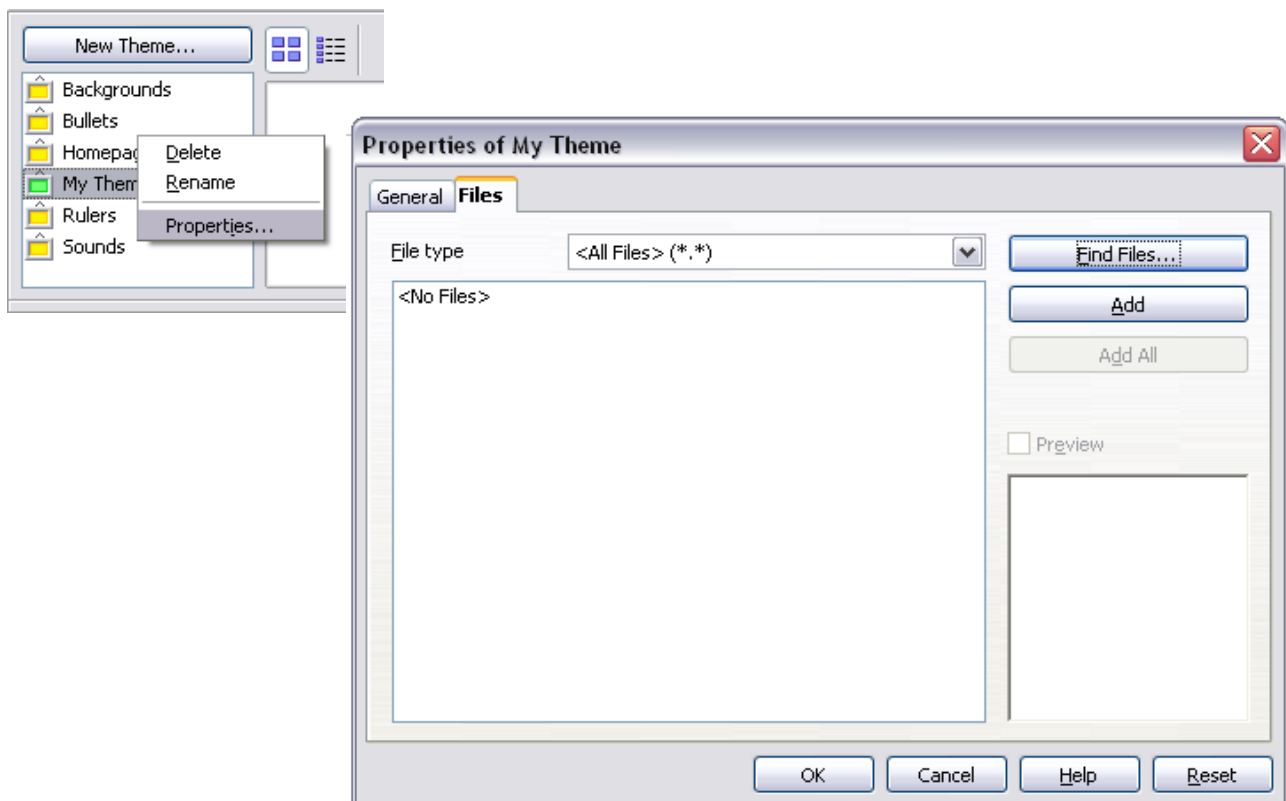 New Theme...
Backgrounds
Bullets
Homepag
My Them
Rulers
Sounds
Delete
Rename
Properties...
Properties of My Theme
General Files
File type <All Files> (*.*) Find Files...
<No Files>
Add
Add All
Preview
OK Cancel Help Reset